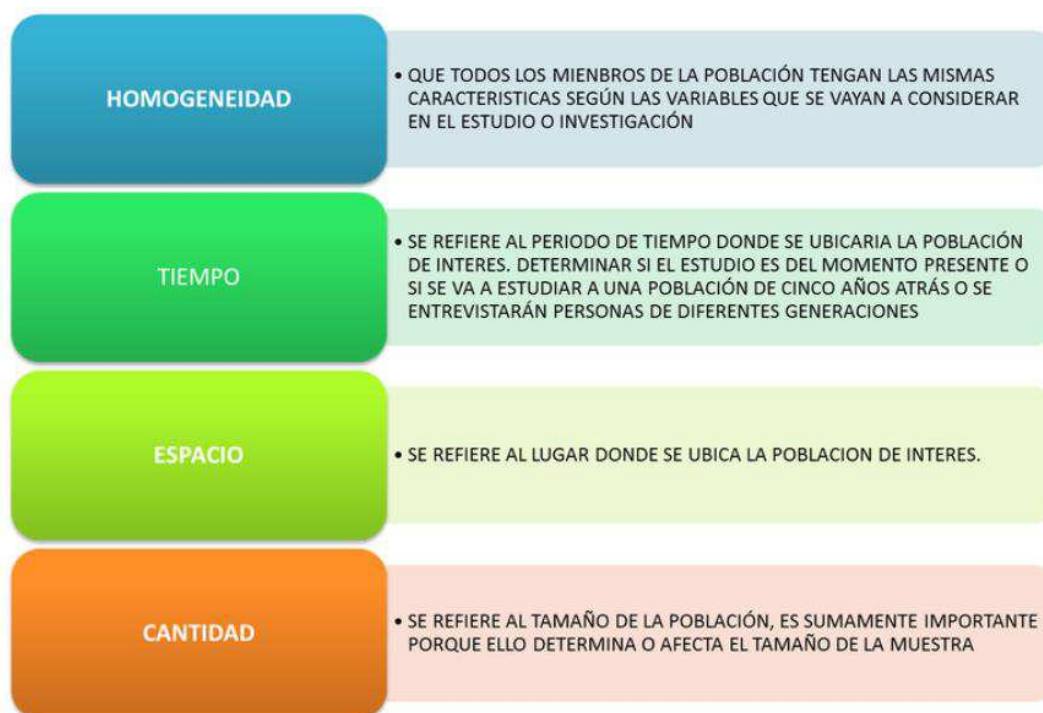 HOMOGENEIDAD
• QUE TODOS LOS MIENBROS DE LA POBLACIÓN TENGAN LAS MISMAS
CARACTERISTICAS SEGÚN LAS VARIABLES QUE SE VAYAN A CONSIDERAR
EN EL ESTUDIO O INVESTIGACIÓN
TIEMPO
• SE REFIERE AL PERIODO DE TIEMPO DONDE SE UBICARIA LA POBLACIÓN
DE INTERES. DETERMINAR SI EL ESTUDIO ES DEL MOMENTO PRESENTE O
SI SE VA A ESTUDIAR A UNA POBLACIÓN DE CINCO AÑOS ATRÁS O SE
ENTREVISTARÁN PERSONAS DE DIFERENTES GENERACIONES
ESPACIO
• SE REFIERE AL LUGAR DONDE SE UBICA LA POBLACION DE INTERES.
CANTIDAD
• SE REFIERE AL TAMAÑO DE LA POBLACIÓN, ES SUMAMENTE IMPORTANTE
PORQUE ELLO DETERMINA O AFECTA EL TAMAÑO DE LA MUESTRA